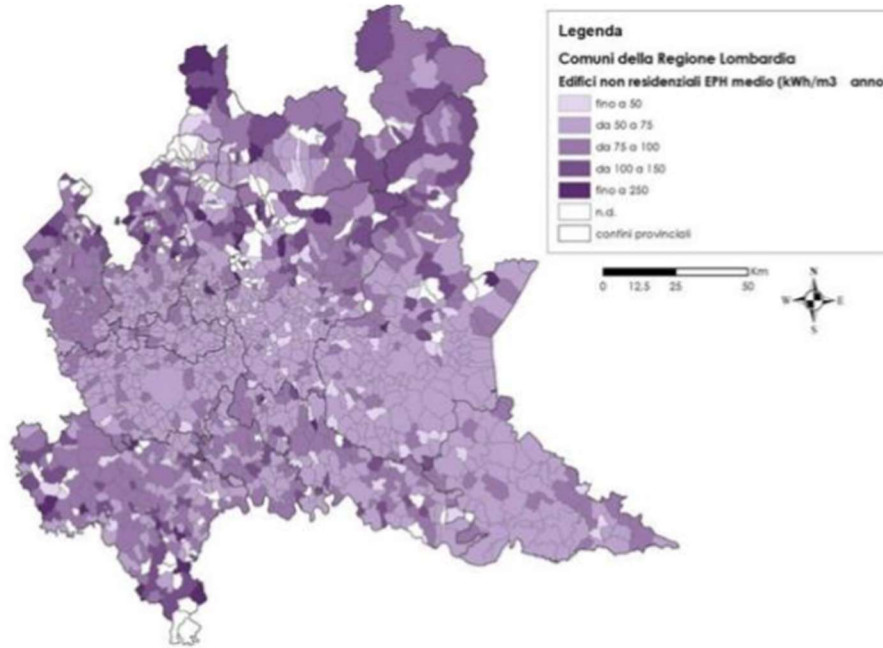 Legenda
Comuni della Regione Lombardia
Edifici non residenziali EPH medio (kWh/m3 anno
fino a 50
da 50 a 75
da 75 a 100
da 100 a 150
fino a 250
n.d.
confini provinciali
Km
0 12.5 25 50
N
W E
S